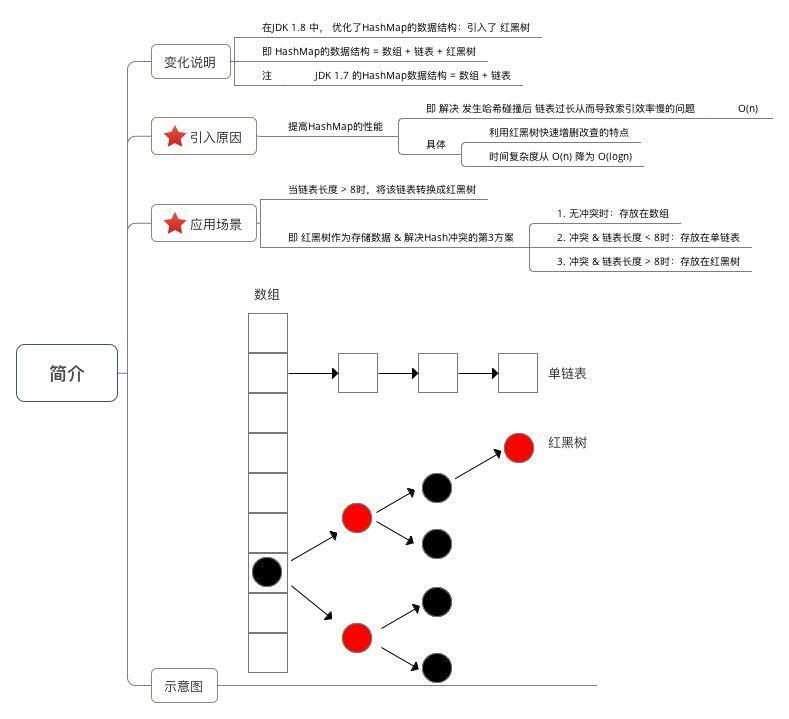 在JDK 1.8 中， 优化了HashMap的数据结构：引入了 红黑树
变化说明
即 HashMap的数据结构 = 数组 + 链表 + 红黑树
注 JDK 1.7 的HashMap数据结构 = 数组 + 链表
即 解决 发生哈希碰撞后 链表过长从而导致索引效率慢的问题 O(n)
引入原因
提高HashMap的性能
具体
利用红黑树快速增删改查的特点
时间复杂度从 O(n) 降为 O(logn)
当链表长度 > 8时，将该链表转换成红黑树
应用场景
即 红黑树作为存储数据 & 解决Hash冲突的第3方案
1. 无冲突时：存放在数组
2. 冲突 & 链表长度 < 8时：存放在单链表
3. 冲突 & 链表长度 > 8时：存放在红黑树
数组
简介
单链表
红黑树
示意图